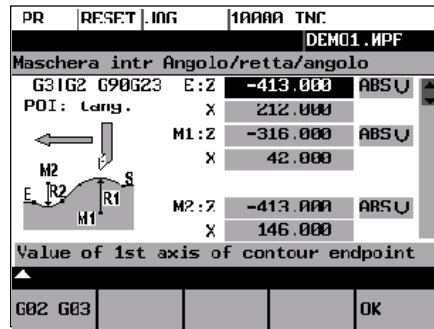 PR RESET JOG 10000 INC
DEMO1.MPF
Maschera intr Angolo/retta/angolo
G3|G2 G90G23 E:Z -413.000 ABS
POI: tang. X 212.000
M1:Z -316.000 ABS
X 42.000
M2
E R2 R1 S
M1
M2:Z -413.000 ABS
X 146.000
Value of 1st axis of contour endpoint
G02 G03 OK